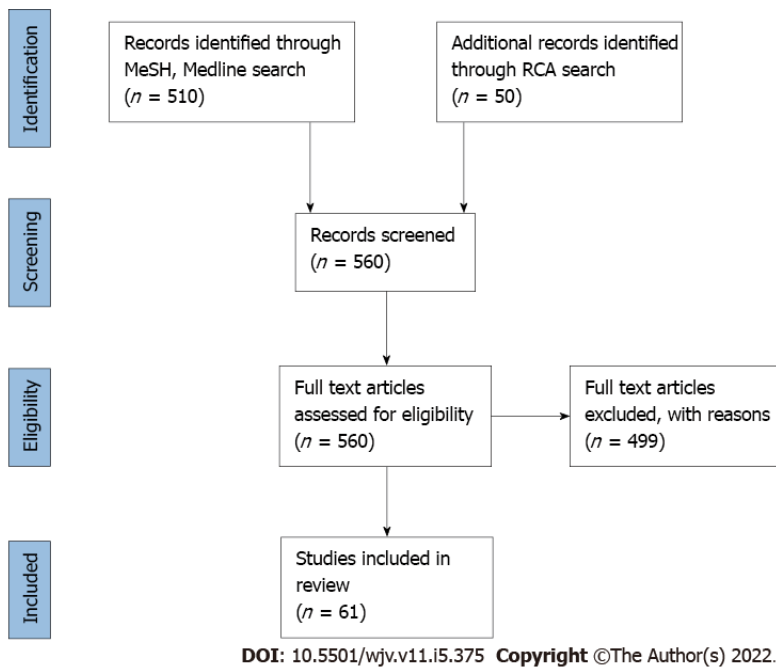 Identification
Records identified through
MeSH, Medline search
(n = 510)
Additional records identified
through RCA search
(n = 50)
Screening
Records screened
(n = 560)
Eligibility
Full text articles
assessed for eligibility
(n = 560)
Full text articles
excluded, with reasons
(n = 499)
Included
Studies included in
review
(n = 61)
DOI: 10.5501/wjv.v11.i5.375 Copyright ©The Author(s) 2022.